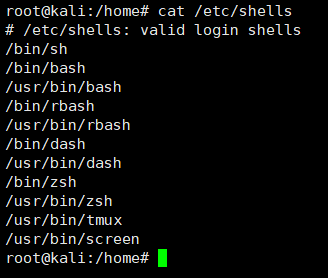 root@kali:/home# cat /etc/shells
# /etc/shells: valid login shells
/bin/sh
/bin/bash
/usr/bin/bash
/bin/rbash
/usr/bin/rbash
/bin/dash
/usr/bin/dash
/bin/zsh
/usr/bin/zsh
/usr/bin/tmux
/usr/bin/screen
root@kali:/home#